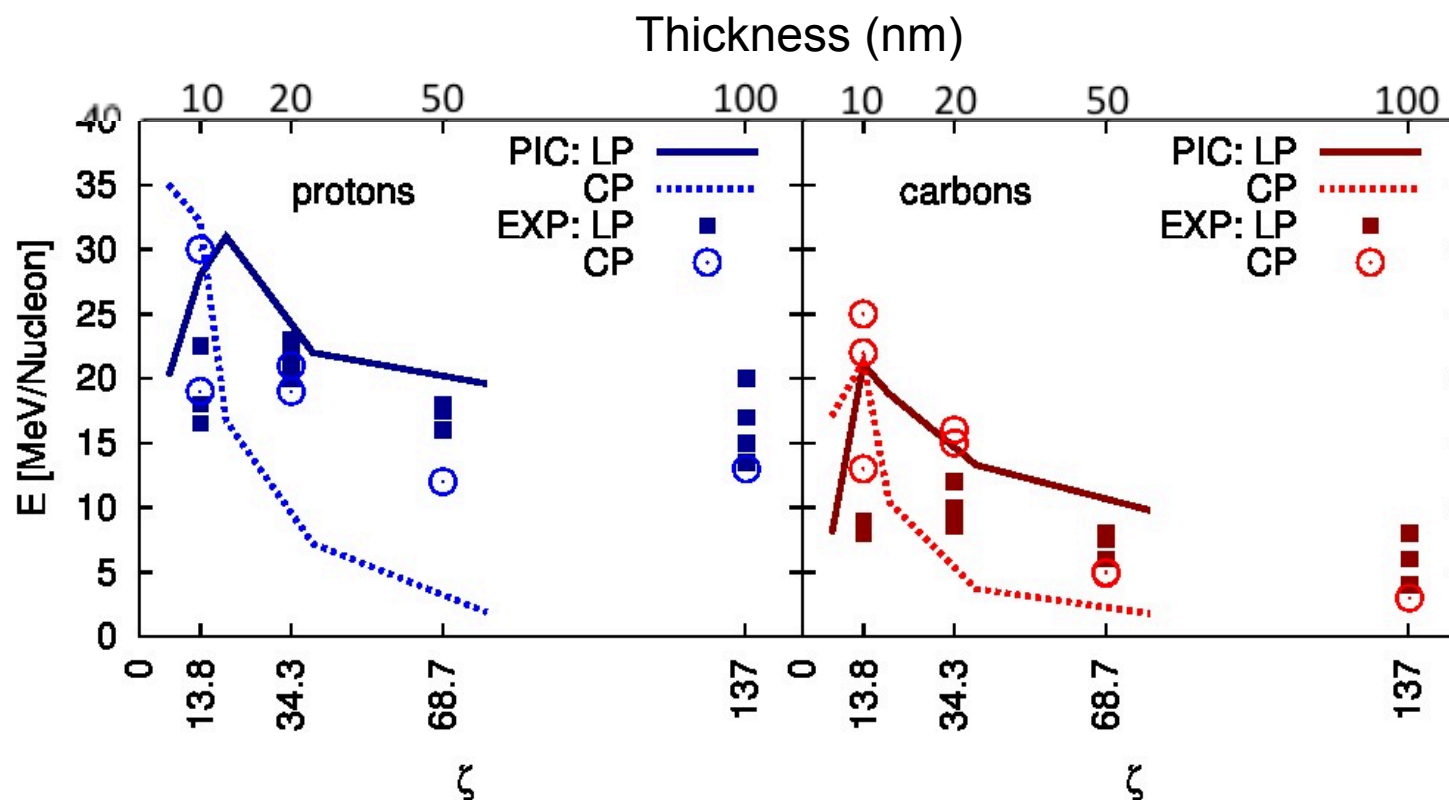 Thickness (nm)
10 20 50 100 10 20 50 100
40
35
30
25
20
15
10
5
0
E [MeV/Nucleon]
protons
PIC: LP
CP
EXP: LP
CP
carbons
PIC: LP
CP
EXP: LP
CP
0 13.8 34.3 68.7 137 0 13.8 34.3 68.7 137
ζ ζ